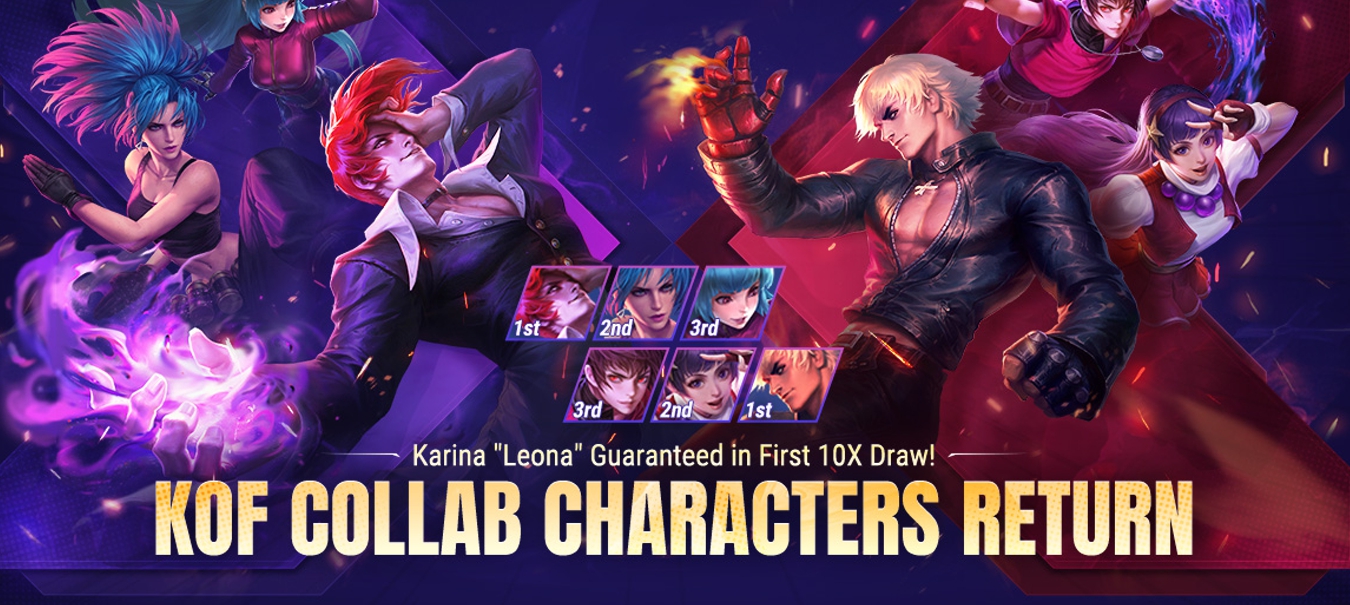 1st 2nd 3rd
3rd 2nd 1st
Karina "Leona" Guaranteed in First 10X Draw!
KOF COLLAB CHARACTERS RETURN